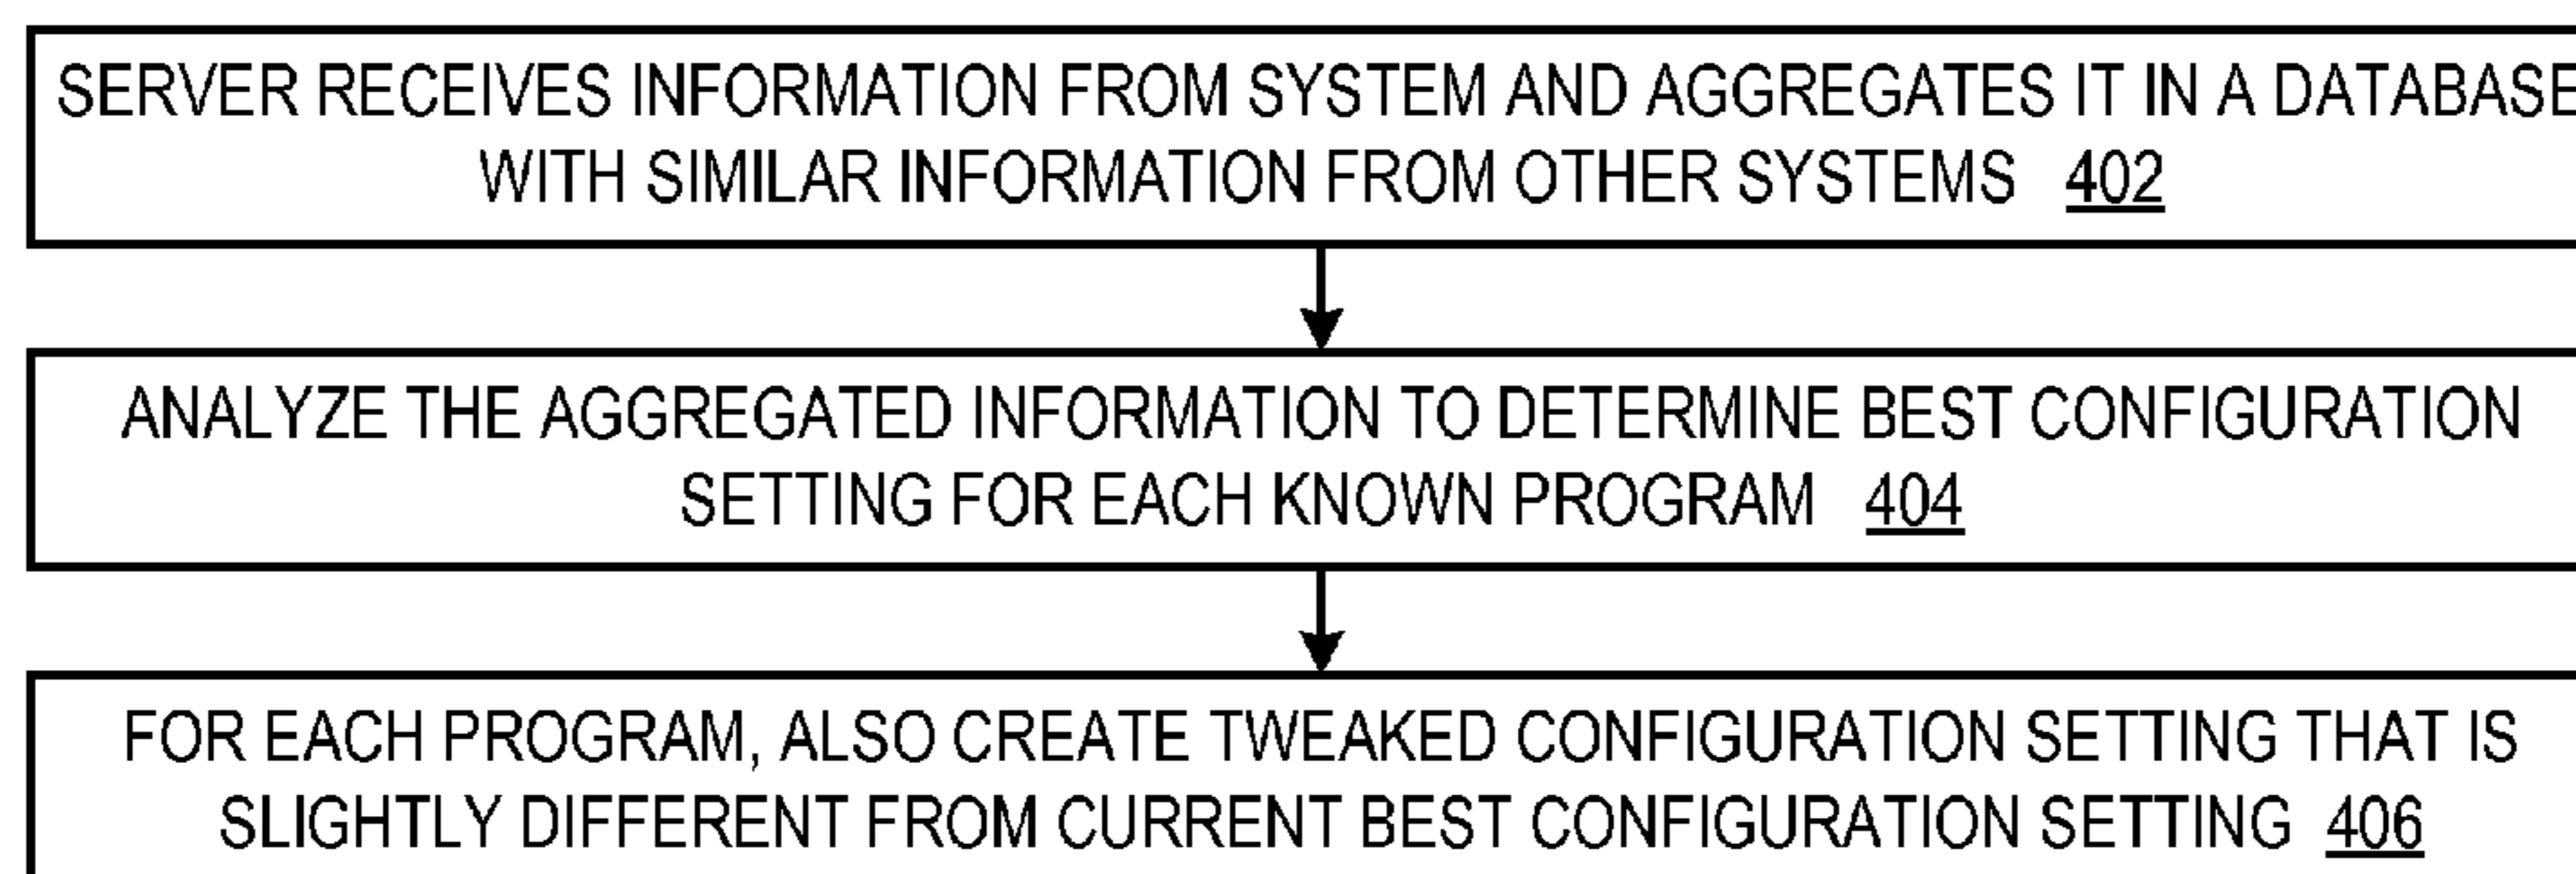 SERVER RECEIVES INFORMATION FROM SYSTEM AND AGGREGATES IT IN A DATABASE
WITH SIMILAR INFORMATION FROM OTHER SYSTEMS 402
ANALYZE THE AGGREGATED INFORMATION TO DETERMINE BEST CONFIGURATION
SETTING FOR EACH KNOWN PROGRAM 404
FOR EACH PROGRAM, ALSO CREATE TWEAKED CONFIGURATION SETTING THAT IS
SLIGHTLY DIFFERENT FROM CURRENT BEST CONFIGURATION SETTING 406